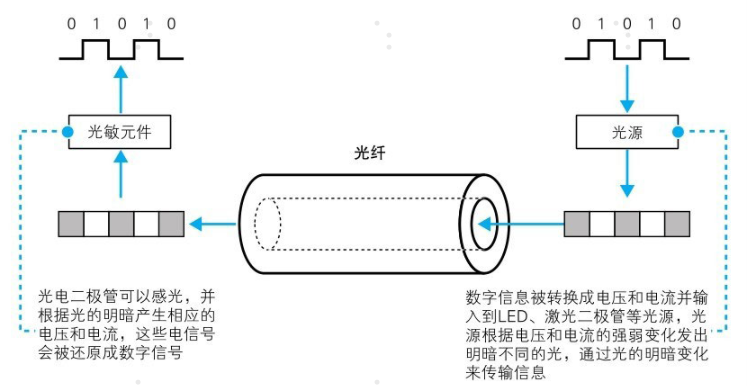 0 1 0 1 0
0 1 0 1 0
光敏元件
光源
光纤
光电二极管可以感光，并
根据光的明暗产生相应的
电压和电流，这些电信号
会被还原成数字信号
数字信息被转换成电压和电流并输
入到LED、激光二极管等光源，光
源根据电压和电流的强弱变化发出
明暗不同的光，通过光的明暗变化
来传输信息